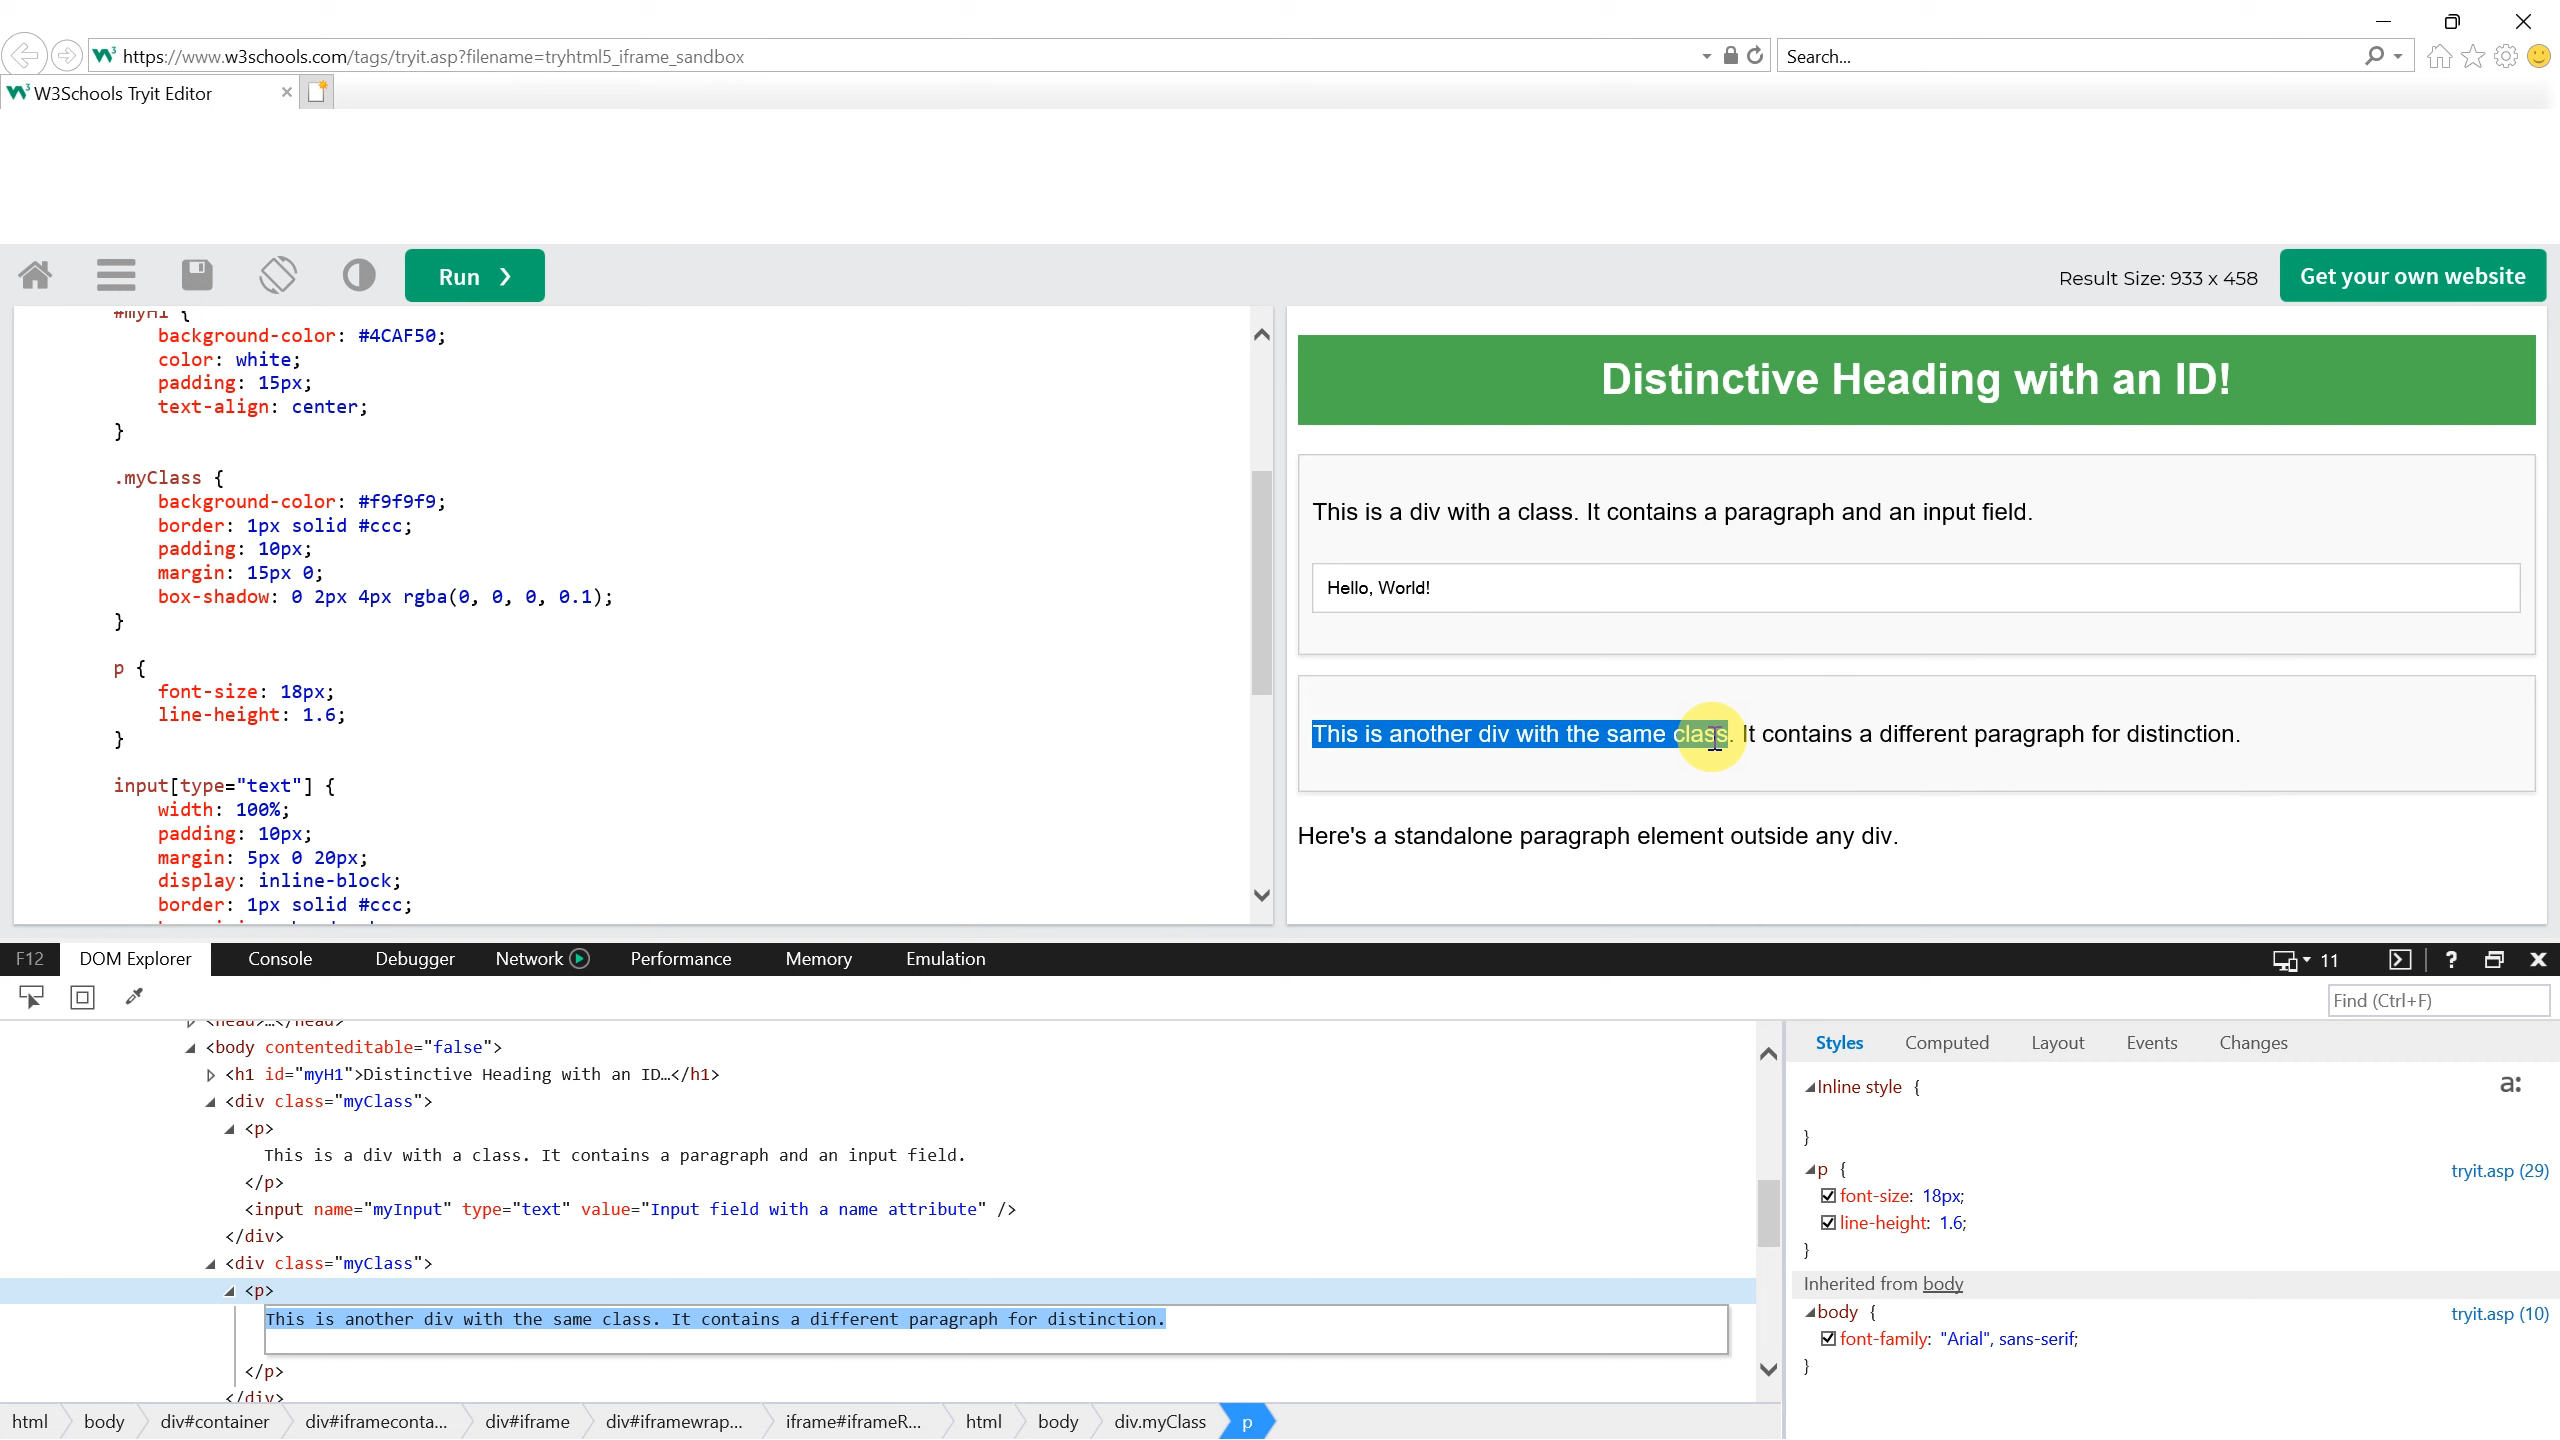 https://www.w3schools.com/tags/tryit.asp?filename=tryhtml5_iframe_sandbox
Search...
W3Schools Tryit Editor
Run ❯
Result Size: 933 x 458
Get your own website
#myH1 {
background-color: #4CAF50;
color: white;
padding: 15px;
text-align: center;
}
.myClass {
background-color: #f9f9f9;
border: 1px solid #ccc;
padding: 10px;
margin: 15px 0;
box-shadow: 0 2px 4px rgba(0, 0, 0, 0.1);
}
p {
font-size: 18px;
line-height: 1.6;
}
input[type="text"] {
width: 100%;
padding: 10px;
margin: 5px 0 20px;
display: inline-block;
border: 1px solid #ccc;
Distinctive Heading with an ID!
This is a div with a class. It contains a paragraph and an input field.
Hello, World!
This is another div with the same class. It contains a different paragraph for distinction.
Here's a standalone paragraph element outside any div.
F12 DOM Explorer Console Debugger Network Performance Memory Emulation 11 ?
Find (Ctrl+F)
<head>...</head>
<body contenteditable="false">
<h1 id="myH1">Distinctive Heading with an ID…</h1>
<div class="myClass">
<p>
This is a div with a class. It contains a paragraph and an input field.
</p>
<input name="myInput" type="text" value="Input field with a name attribute" />
</div>
<div class="myClass">
<p>
This is another div with the same class. It contains a different paragraph for distinction.
</p>
</div>
html body div#container div#iframeconta... div#iframe div#iframewrap... iframe#iframeR... html body div.myClass p
Styles Computed Layout Events Changes
Inline style {
a:
}
p { tryit.asp (29)
font-size: 18px;
line-height: 1.6;
}
Inherited from body
body { tryit.asp (10)
font-family: "Arial", sans-serif;
}